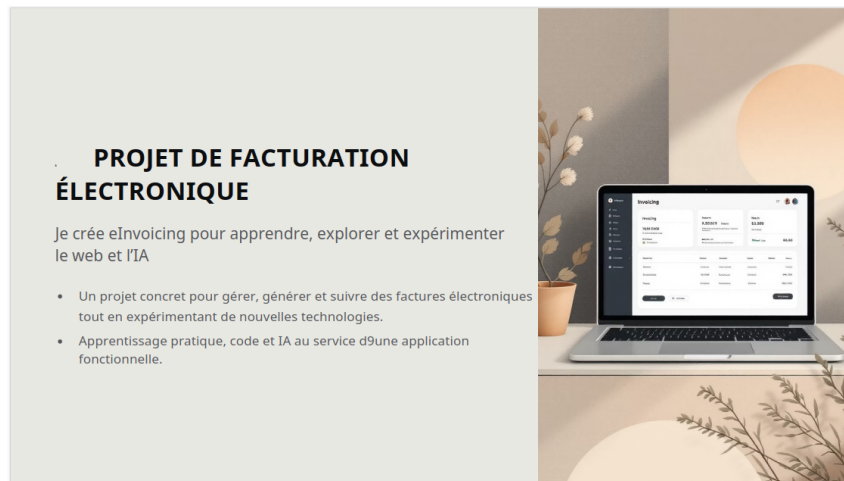 PROJET DE FACTURATION
ÉLECTRONIQUE
Je crée eInvoicing pour apprendre, explorer et expérimenter
le web et l'IA
• Un projet concret pour gérer, générer et suivre des factures électroniques
tout en expérimentant de nouvelles technologies.
• Apprentissage pratique, code et IA au service d9une application
fonctionnelle.
Invoicing
Invoicing